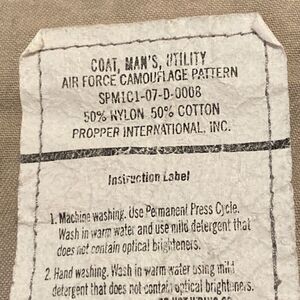 COAT, MAN'S, UTILITY
AIR FORCE CAMOUFLAGE PATTERN
SPM1C1-07-D-0008
50% NYLON 50% COTTON
PROPPER INTERNATIONAL, INC.
Instruction Label
1. Machine washing. Use Permanent Press Cycle.
Wash in warm water and use mild detergent that
does not contain optical brighteners.
2. Hand washing. Wash in warm water using mild
detergent that does not contain optical brighteners.